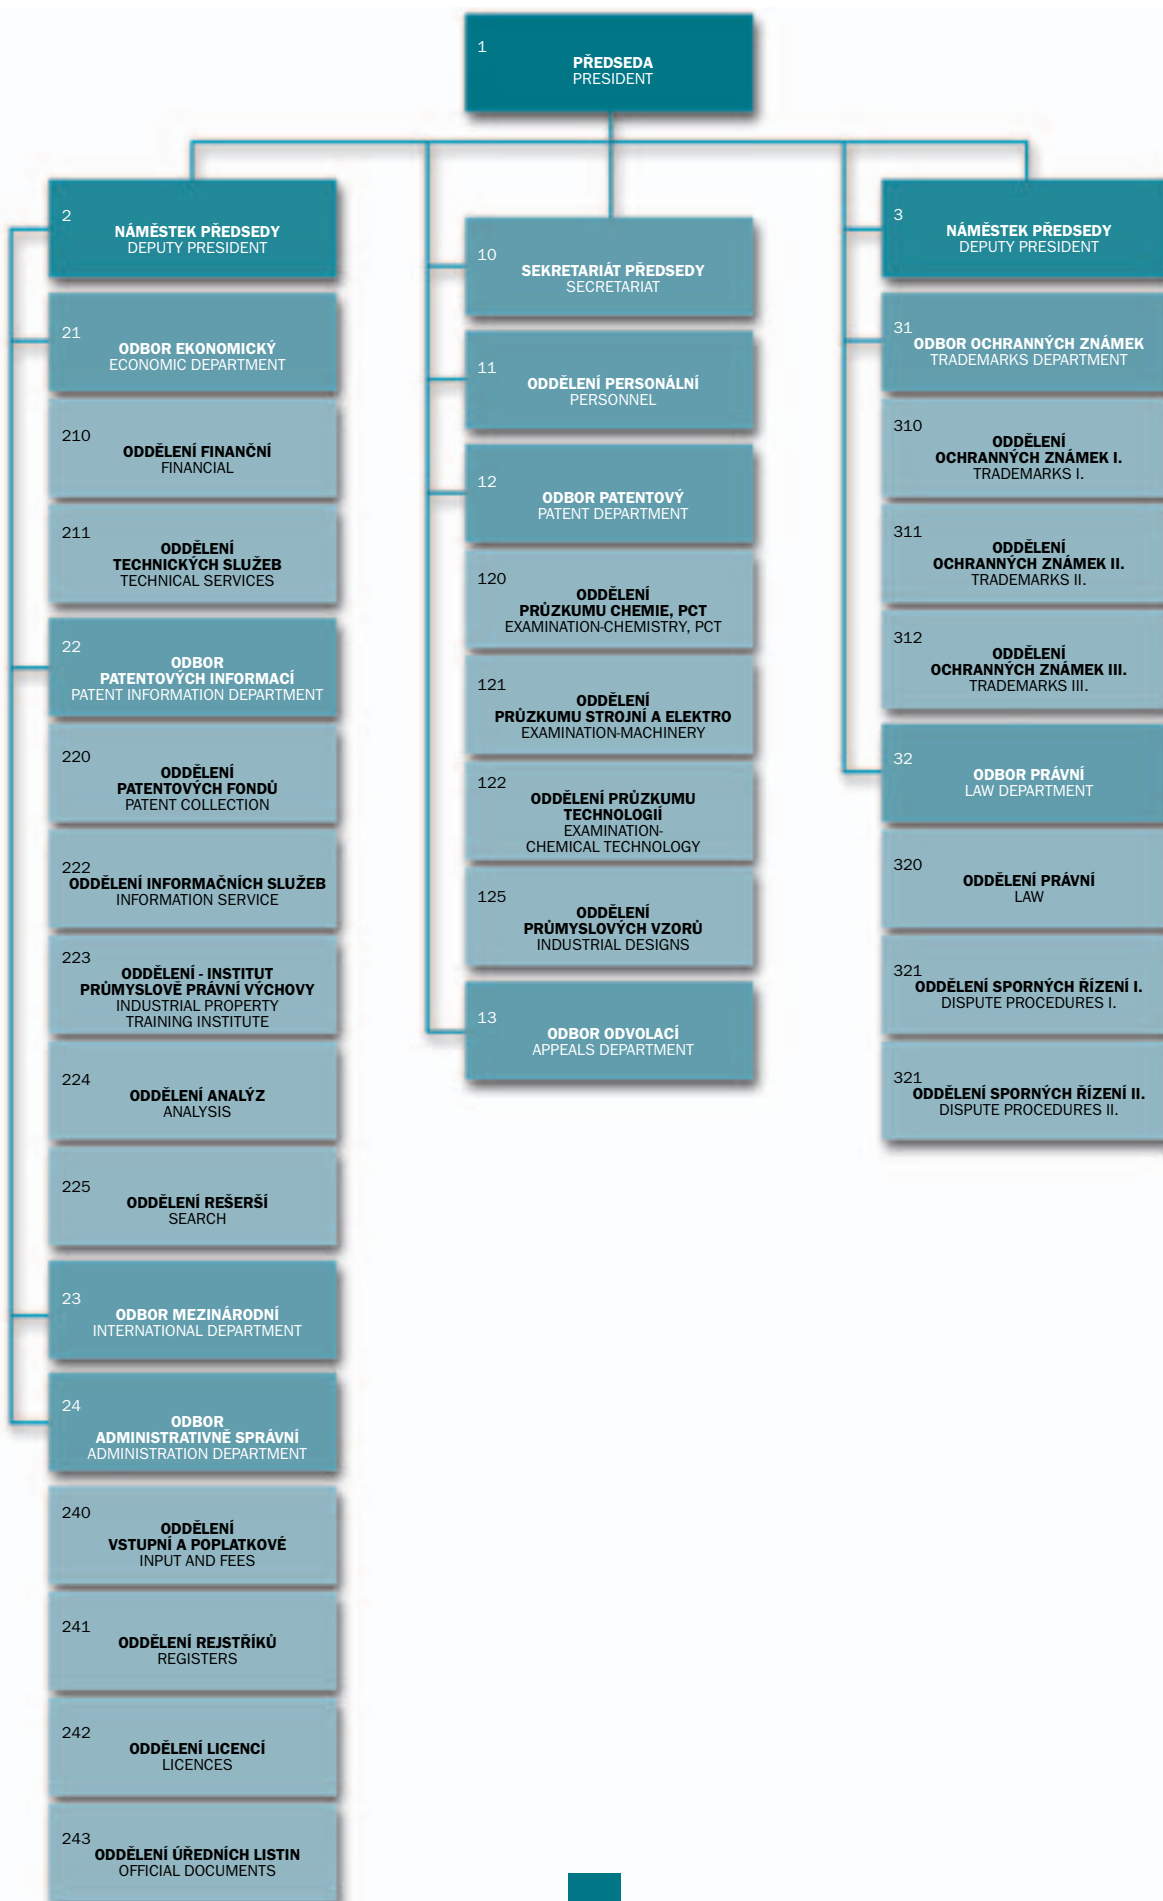 1
PŘEDSEDA
PRESIDENT
2
NÁMĚSTEK PŘEDSEDY
DEPUTY PRESIDENT
21
ODBOR EKONOMICKÝ
ECONOMIC DEPARTMENT
210
ODDĚLENÍ FINANČNÍ
FINANCIAL
211
ODDĚLENÍ
TECHNICKÝCH SLUŽEB
TECHNICAL SERVICES
22
ODBOR
PATENTOVÝCH INFORMACÍ
PATENT INFORMATION DEPARTMENT
220
ODDĚLENÍ
PATENTOVÝCH FONDŮ
PATENT COLLECTION
222
ODDĚLENÍ INFORMAČNÍCH SLUŽEB
INFORMATION SERVICE
223
ODDĚLENÍ - INSTITUT
PRŮMYSLOVĚ PRÁVNÍ VÝCHOVY
INDUSTRIAL PROPERTY
TRAINING INSTITUTE
224
ODDĚLENÍ ANALÝZ
ANALYSIS
225
ODDĚLENÍ REŠERŠÍ
SEARCH
23
ODBOR MEZINÁRODNÍ
INTERNATIONAL DEPARTMENT
24
ODBOR
ADMINISTRATIVNĚ SPRÁVNÍ
ADMINISTRATION DEPARTMENT
240
ODDĚLENÍ
VSTUPNÍ A POPLATKOVÉ
INPUT AND FEES
241
ODDĚLENÍ REJSTŘÍKŮ
REGISTERS
242
ODDĚLENÍ LICENCÍ
LICENCES
243
ODDĚLENÍ ÚŘEDNÍCH LISTIN
OFFICIAL DOCUMENTS
10
SEKRETARIÁT PŘEDSEDY
SECRETARIAT
11
ODDĚLENÍ PERSONÁLNÍ
PERSONNEL
12
ODBOR PATENTOVÝ
PATENT DEPARTMENT
120
ODDĚLENÍ
PRŮZKUMU CHEMIE, PCT
EXAMINATION-CHEMISTRY, PCT
121
ODDĚLENÍ
PRŮZKUMU STROJNÍ A ELEKTRO
EXAMINATION-MACHINERY
122
ODDĚLENÍ PRŮZKUMU
TECHNOLOGIÍ
EXAMINATION-
CHEMICAL TECHNOLOGY
125
ODDĚLENÍ
PRŮMYSLOVÝCH VZORŮ
INDUSTRIAL DESIGNS
13
ODBOR ODVOLACÍ
APPEALS DEPARTMENT
3
NÁMĚSTEK PŘEDSEDY
DEPUTY PRESIDENT
31
ODBOR OCHRANNÝCH ZNÁMEK
TRADEMARKS DEPARTMENT
310
ODDĚLENÍ
OCHRANNÝCH ZNÁMEK I.
TRADEMARKS I.
311
ODDĚLENÍ
OCHRANNÝCH ZNÁMEK II.
TRADEMARKS II.
312
ODDĚLENÍ
OCHRANNÝCH ZNÁMEK III.
TRADEMARKS III.
32
ODBOR PRÁVNÍ
LAW DEPARTMENT
320
ODDĚLENÍ PRÁVNÍ
LAW
321
ODDĚLENÍ SPORNÝCH ŘÍZENÍ I.
DISPUTE PROCEDURES I.
321
ODDĚLENÍ SPORNÝCH ŘÍZENÍ II.
DISPUTE PROCEDURES II.